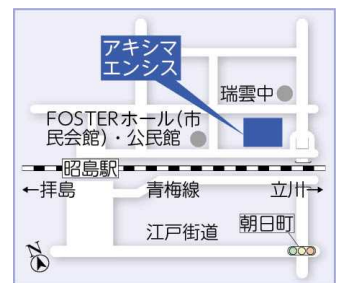 アキシマ
エンシス
瑞雲中
FOSTERホール(市
民会館)・公民館
昭島駅
←拝島
青梅線
立川→
江戸街道
朝日町
N